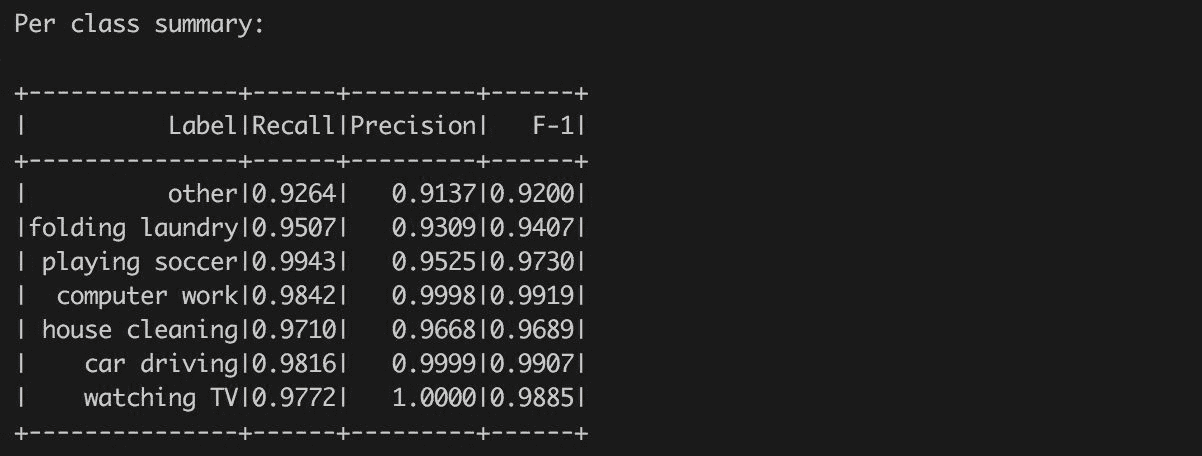 Per class summary:
+---------------+------+---------+------+
|          Label|Recall|Precision|   F-1|
+---------------+------+---------+------+
|          other|0.9264|   0.9137|0.9200|
|folding laundry|0.9507|   0.9309|0.9407|
| playing soccer|0.9943|   0.9525|0.9730|
|  computer work|0.9842|   0.9998|0.9919|
| house cleaning|0.9710|   0.9668|0.9689|
|    car driving|0.9816|   0.9999|0.9907|
|    watching TV|0.9772|   1.0000|0.9885|
+---------------+------+---------+------+